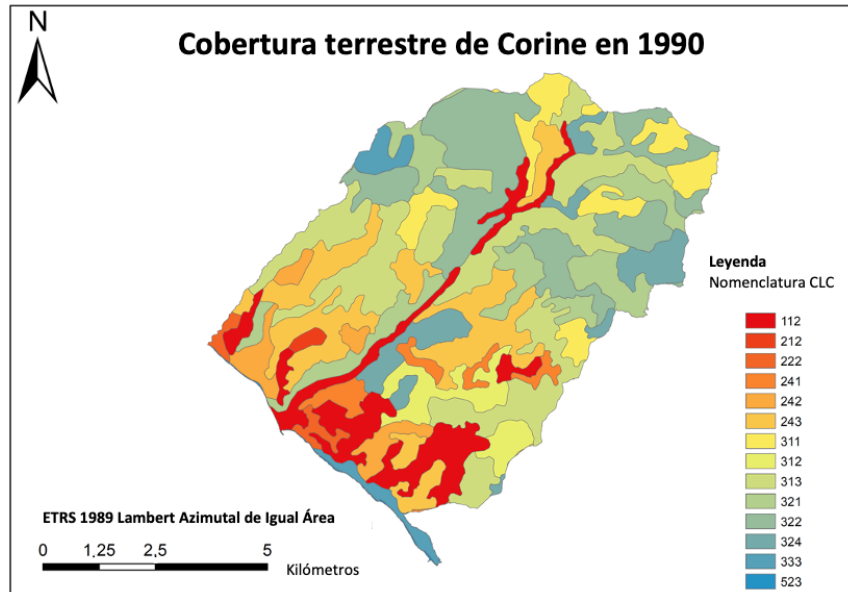 N
Cobertura terrestre de Corine en 1990
Leyenda
Nomenclatura CLC
112
212
222
241
242
243
311
312
313
321
322
324
333
523
ETRS 1989 Lambert Azimutal de Igual Área
0 1,25 2,5 5
Kilómetros